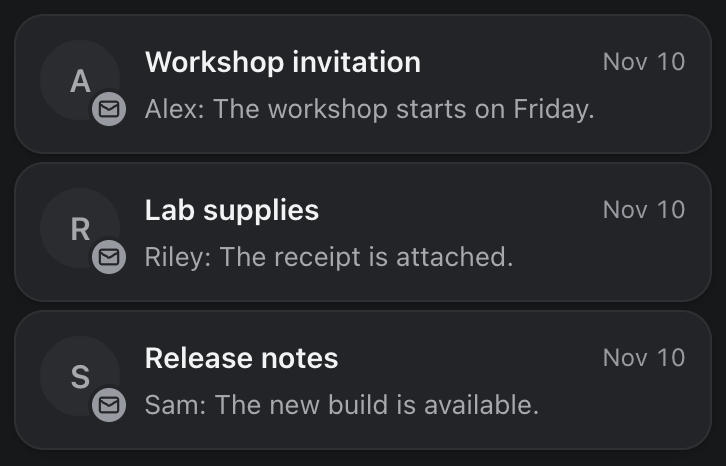 A
Workshop invitation
Nov 10
Alex: The workshop starts on Friday.
R
Lab supplies
Nov 10
Riley: The receipt is attached.
S
Release notes
Nov 10
Sam: The new build is available.